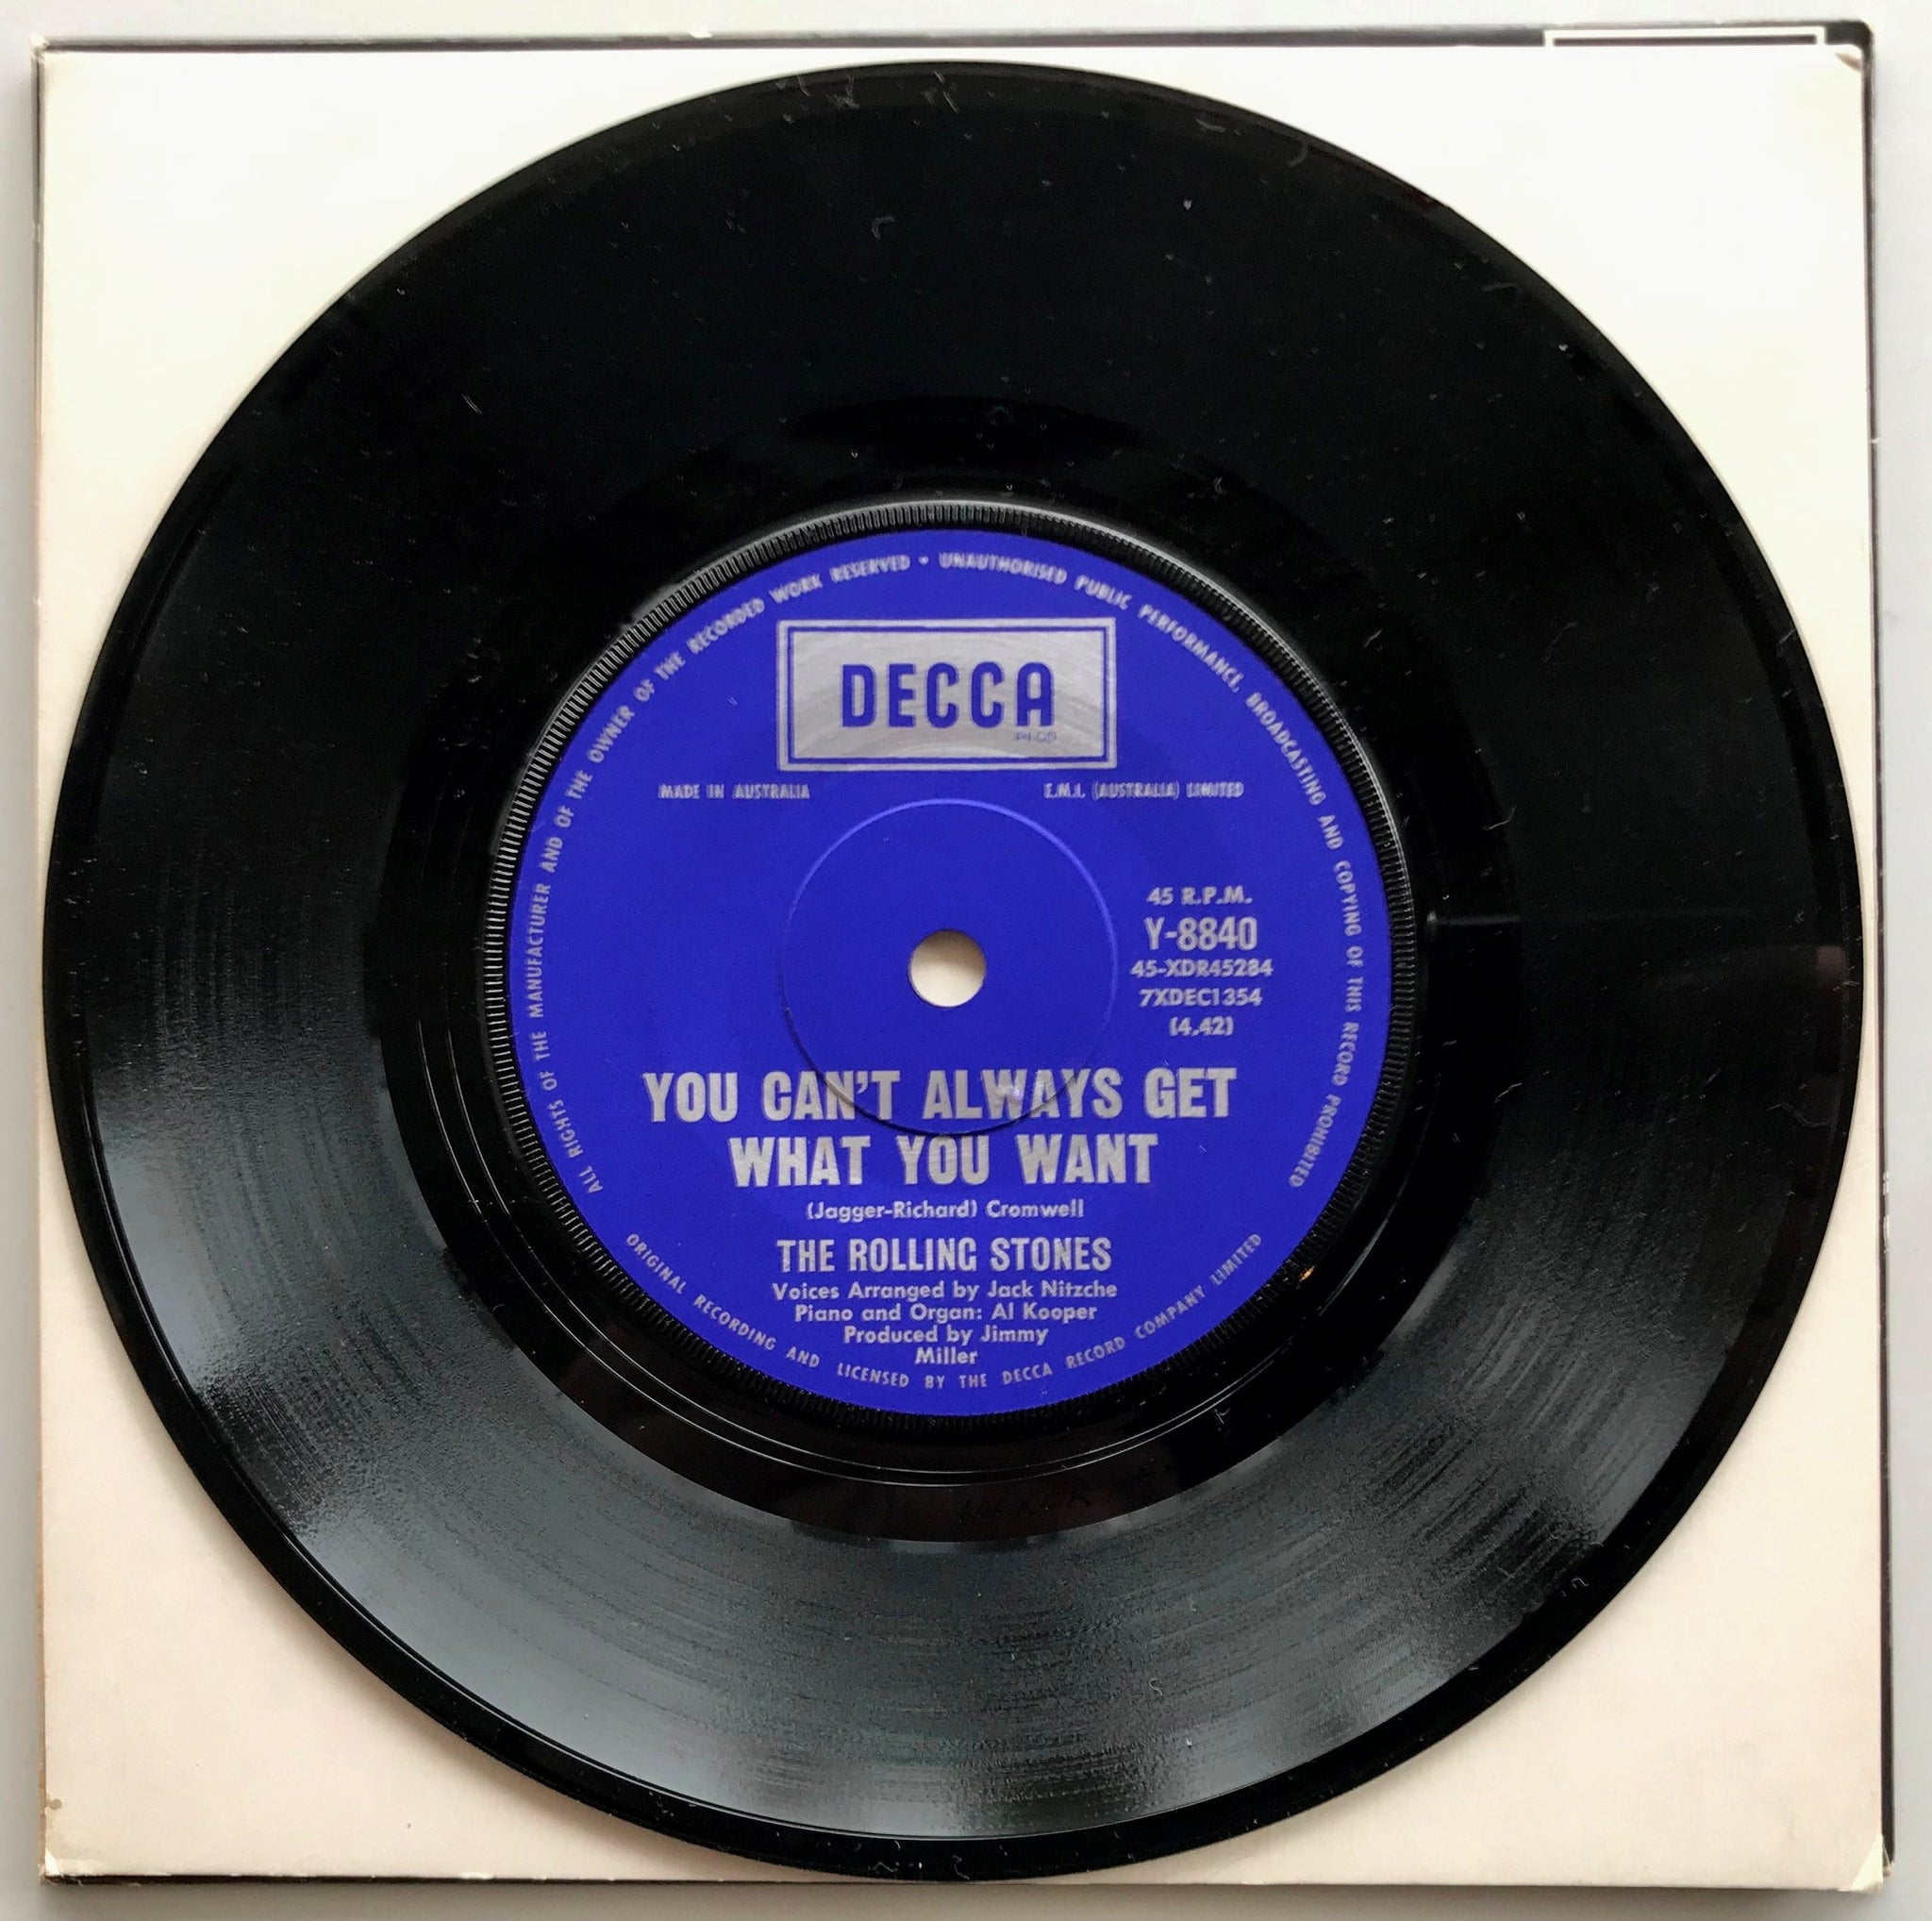 ALL RIGHTS OF THE MANUFACTURER AND OF THE OWNER OF THE RECORDED WORK RESERVED • UNAUTHORISED PUBLIC PERFORMANCE, BROADCASTING AND COPYING OF THIS RECORD PROHIBITED
DECCA
MADE IN AUSTRALIA
E.M.I. (AUSTRALIA) LIMITED
45 R.P.M.
Y-8840
45-XDR45284
7XDEC1354
(4.42)
YOU CAN'T ALWAYS GET
WHAT YOU WANT
(Jagger-Richard) Cromwell
THE ROLLING STONES
Voices Arranged by Jack Nitzche
Piano and Organ: Al Kooper
Produced by Jimmy
Miller
ORIGINAL RECORDING AND LICENSED BY THE DECCA RECORD COMPANY LIMITED